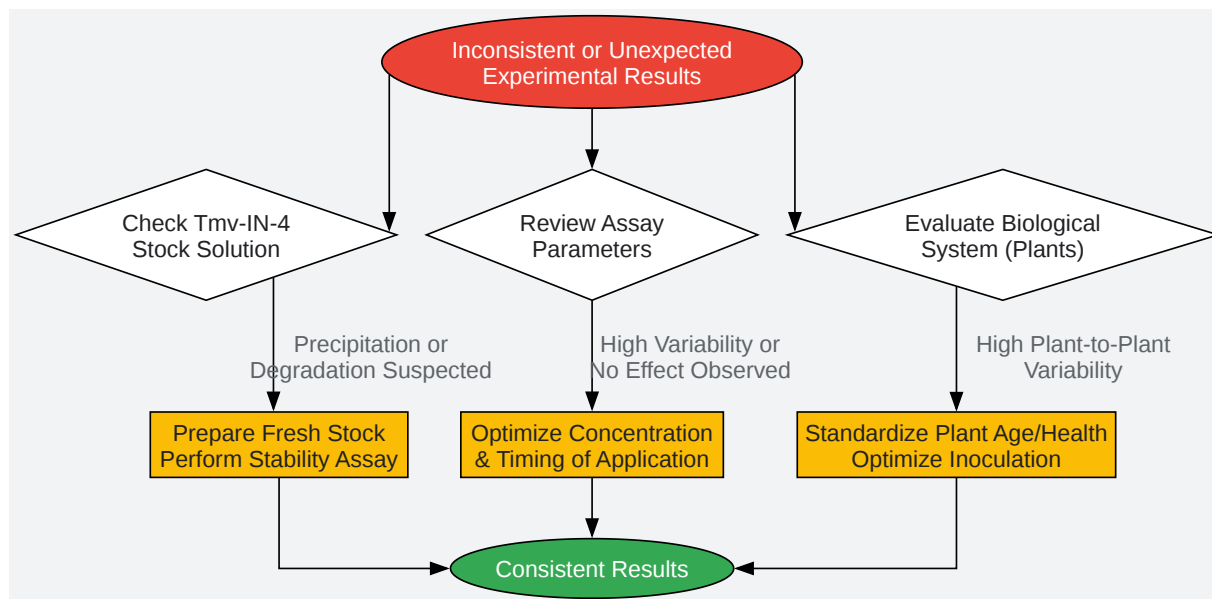 Inconsistent or Unexpected
Experimental Results
Check Tmv-IN-4
Stock Solution
Review Assay
Parameters
Evaluate Biological
System (Plants)
Precipitation or
Degradation Suspected
High Variability or
No Effect Observed
High Plant-to-Plant
Variability
Prepare Fresh Stock
Perform Stability Assay
Optimize Concentration
& Timing of Application
Standardize Plant Age/Health
Optimize Inoculation
Consistent Results